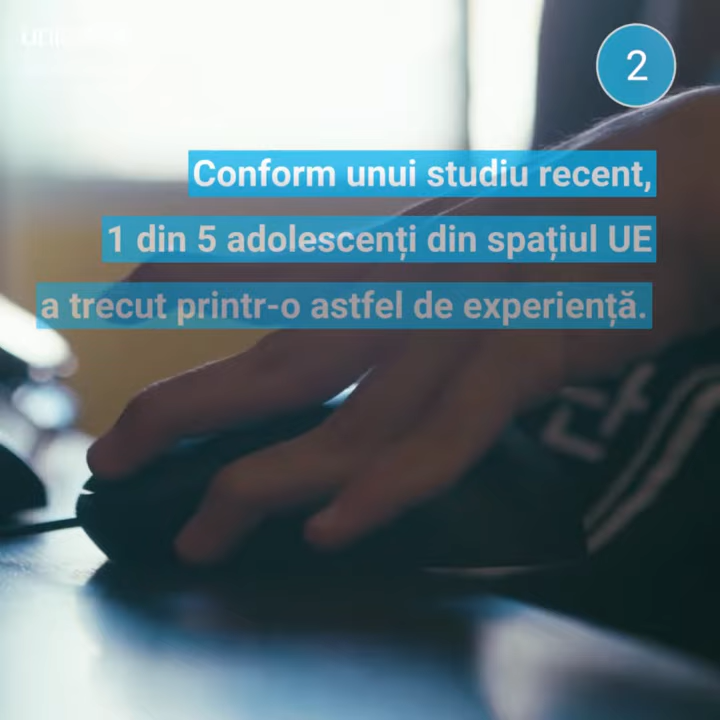 2
Conform unui studiu recent,
1 din 5 adolescenți din spațiul UE
a trecut printr-o astfel de experiență.